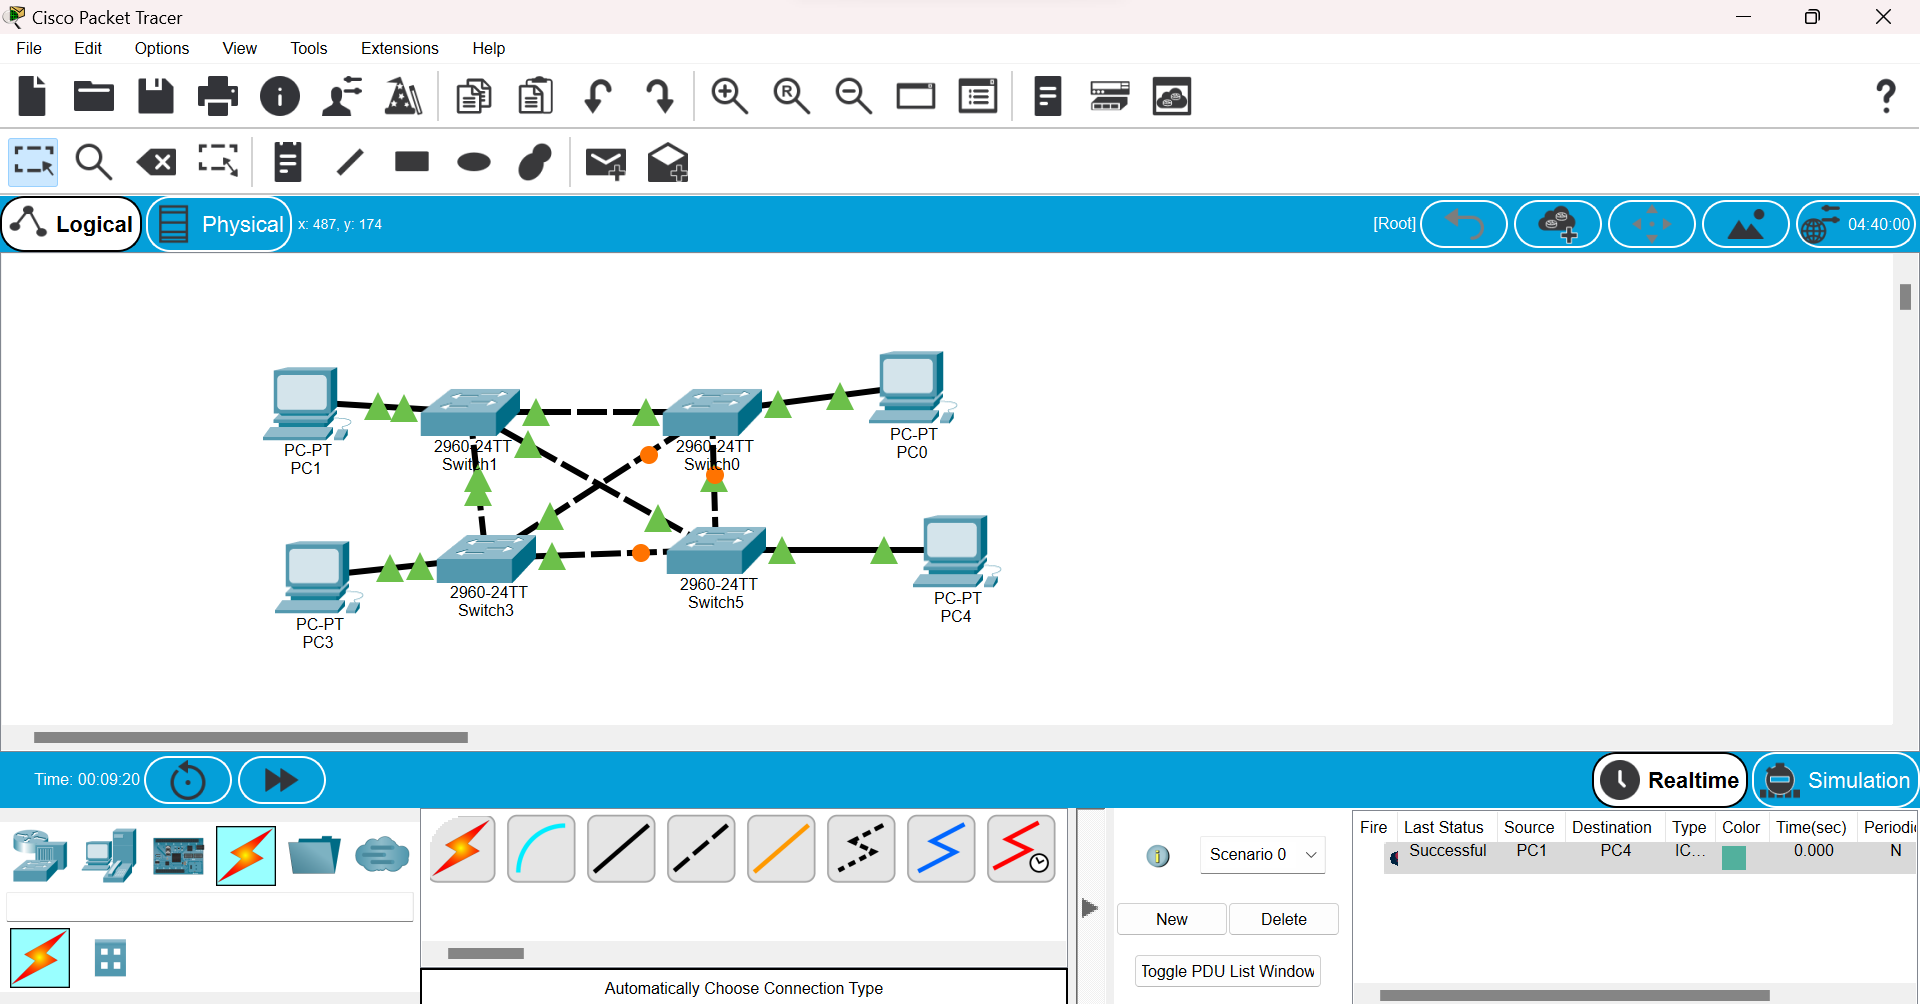 Cisco Packet Tracer
File Edit Options View Tools Extensions Help
Logical Physical x: 487, y: 174 [Root] 04:40:00
PC-PT
PC1
2960-24TT
Switch1
2960-24TT
Switch0
PC-PT
PC0
PC-PT
PC3
2960-24TT
Switch3
2960-24TT
Switch5
PC-PT
PC4
Time: 00:09:20 Realtime Simulation
Scenario 0
New Delete
Toggle PDU List Window
Fire Last Status Source Destination Type Color Time(sec) Periodic
Successful PC1 PC4 IC... 0.000 N
Automatically Choose Connection Type